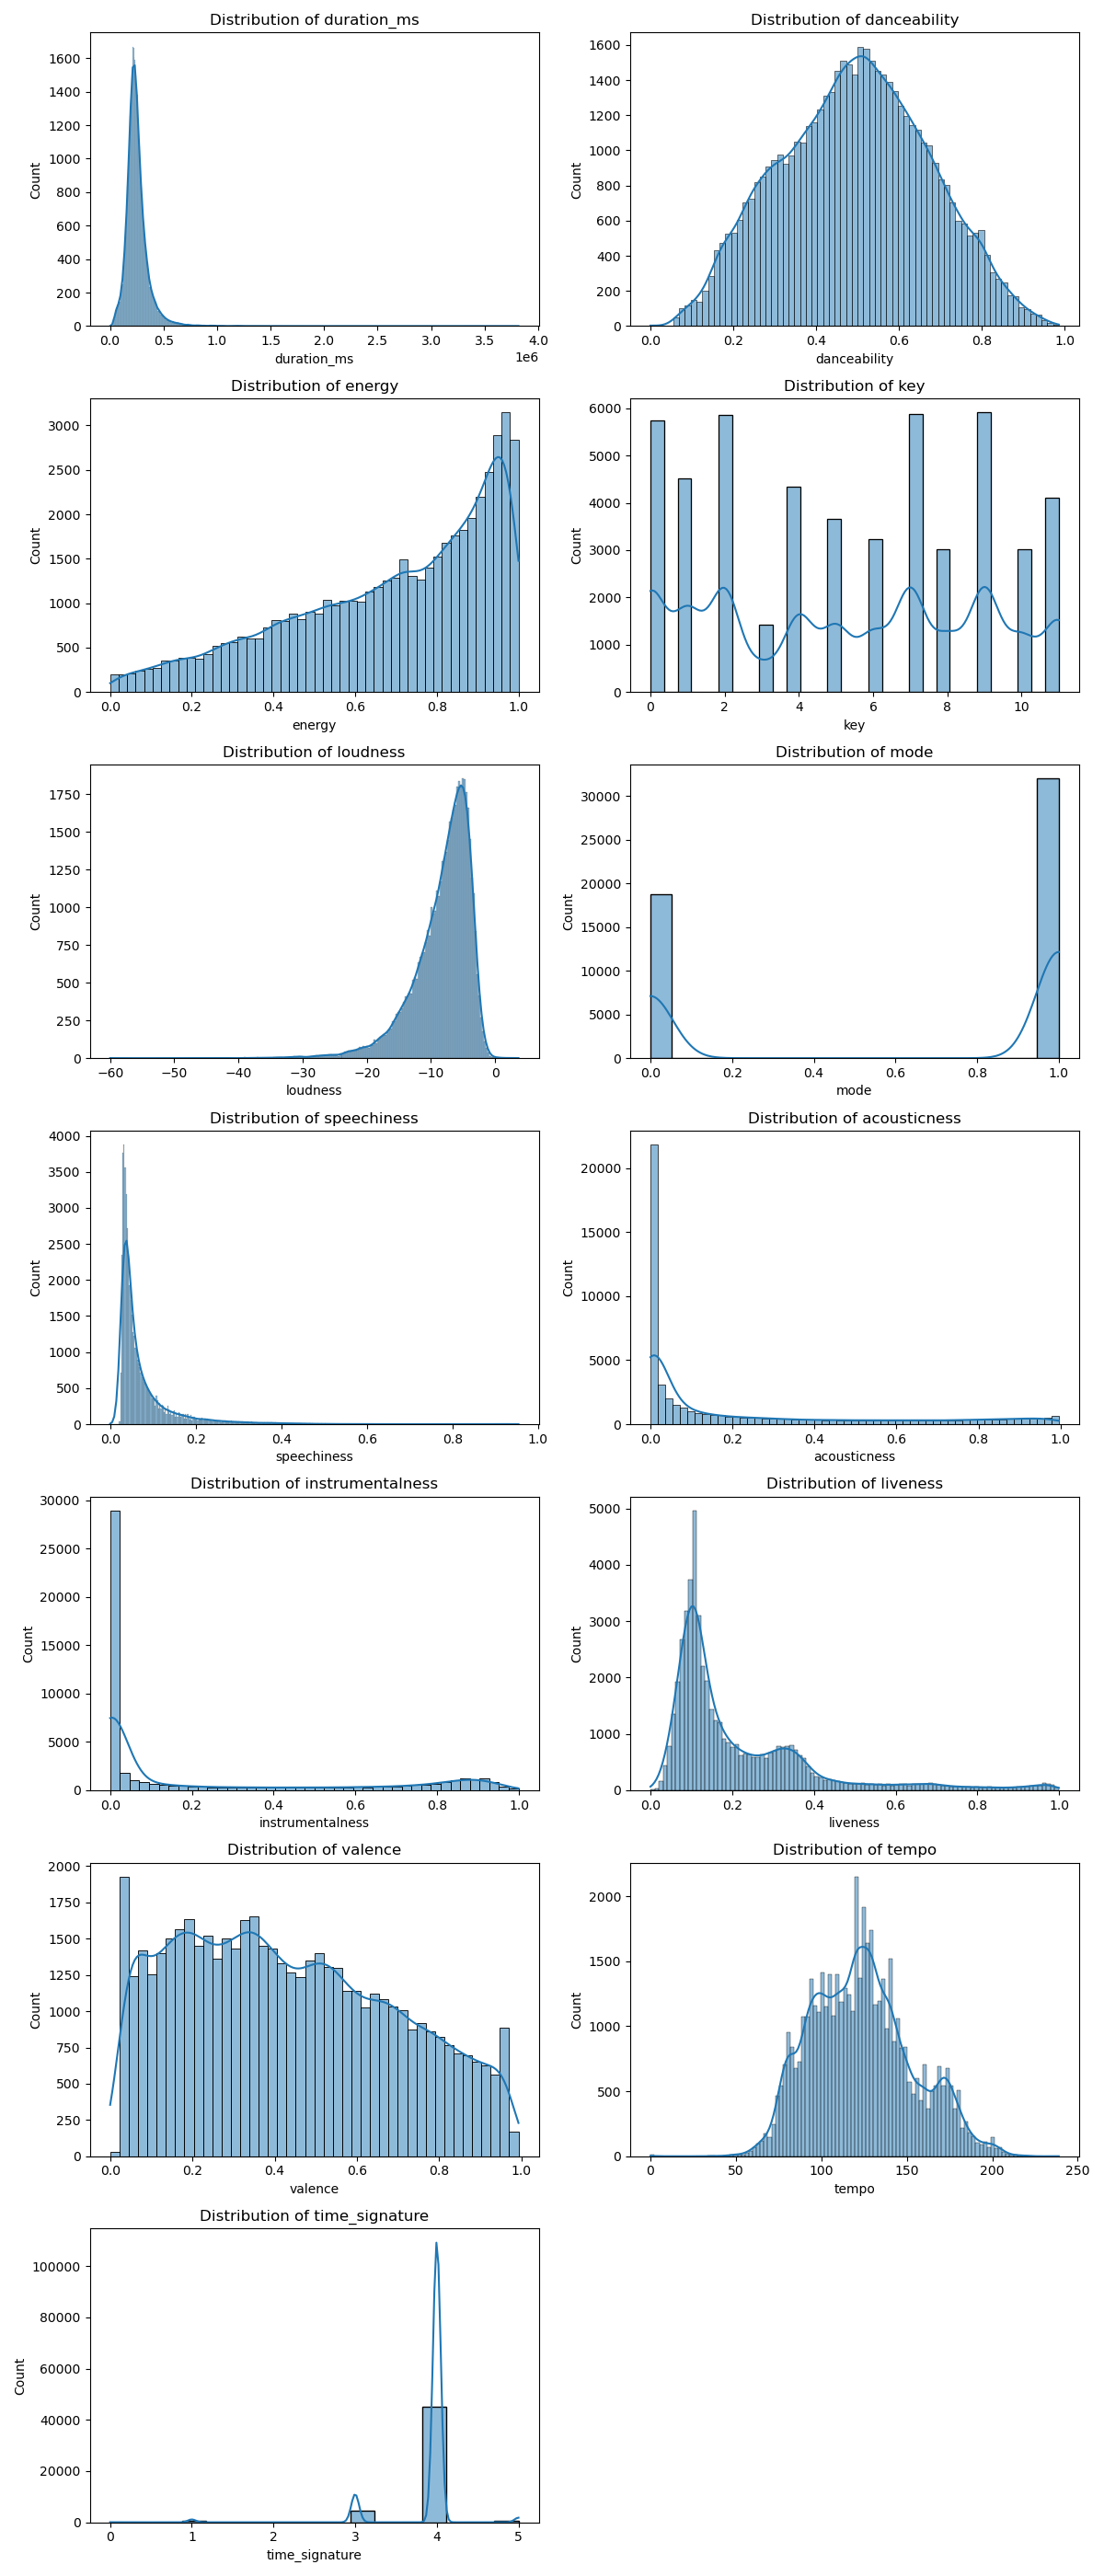 Distribution of duration_ms
Count
1600
1400
1200
1000
800
600
400
200
0
0.0 0.5 1.0 1.5 2.0 2.5 3.0 3.5 4.0
1e6
duration_ms
Distribution of danceability
Count
1600
1400
1200
1000
800
600
400
200
0
0.0 0.2 0.4 0.6 0.8 1.0
danceability
Distribution of energy
Count
3000
2500
2000
1500
1000
500
0
0.0 0.2 0.4 0.6 0.8 1.0
energy
Distribution of key
Count
6000
5000
4000
3000
2000
1000
0
0 2 4 6 8 10
key
Distribution of loudness
Count
1750
1500
1250
1000
750
500
250
0
−60 −50 −40 −30 −20 −10 0
loudness
Distribution of mode
Count
30000
25000
20000
15000
10000
5000
0
0.0 0.2 0.4 0.6 0.8 1.0
mode
Distribution of speechiness
Count
4000
3500
3000
2500
2000
1500
1000
500
0
0.0 0.2 0.4 0.6 0.8 1.0
speechiness
Distribution of acousticness
Count
20000
15000
10000
5000
0
0.0 0.2 0.4 0.6 0.8 1.0
acousticness
Distribution of instrumentalness
Count
30000
25000
20000
15000
10000
5000
0
0.0 0.2 0.4 0.6 0.8 1.0
instrumentalness
Distribution of liveness
Count
5000
4000
3000
2000
1000
0
0.0 0.2 0.4 0.6 0.8 1.0
liveness
Distribution of valence
Count
2000
1750
1500
1250
1000
750
500
250
0
0.0 0.2 0.4 0.6 0.8 1.0
valence
Distribution of tempo
Count
2000
1500
1000
500
0
0 50 100 150 200 250
tempo
Distribution of time_signature
Count
100000
80000
60000
40000
20000
0
0 1 2 3 4 5
time_signature